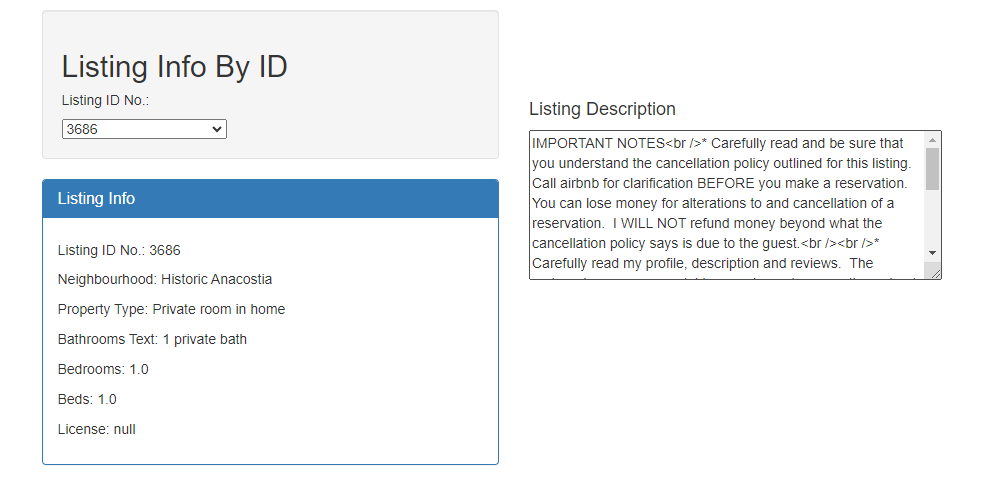 Listing Info By ID
Listing ID No.:
3686
Listing Info
Listing ID No.: 3686
Neighbourhood: Historic Anacostia
Property Type: Private room in home
Bathrooms Text: 1 private bath
Bedrooms: 1.0
Beds: 1.0
License: null
Listing Description
IMPORTANT NOTES<br />* Carefully read and be sure that
you understand the cancellation policy outlined for this listing.
Call airbnb for clarification BEFORE you make a reservation.
You can lose money for alterations to and cancellation of a
reservation.  I WILL NOT refund money beyond what the
cancellation policy says is due to the guest.<br /><br />*
Carefully read my profile, description and reviews.  The